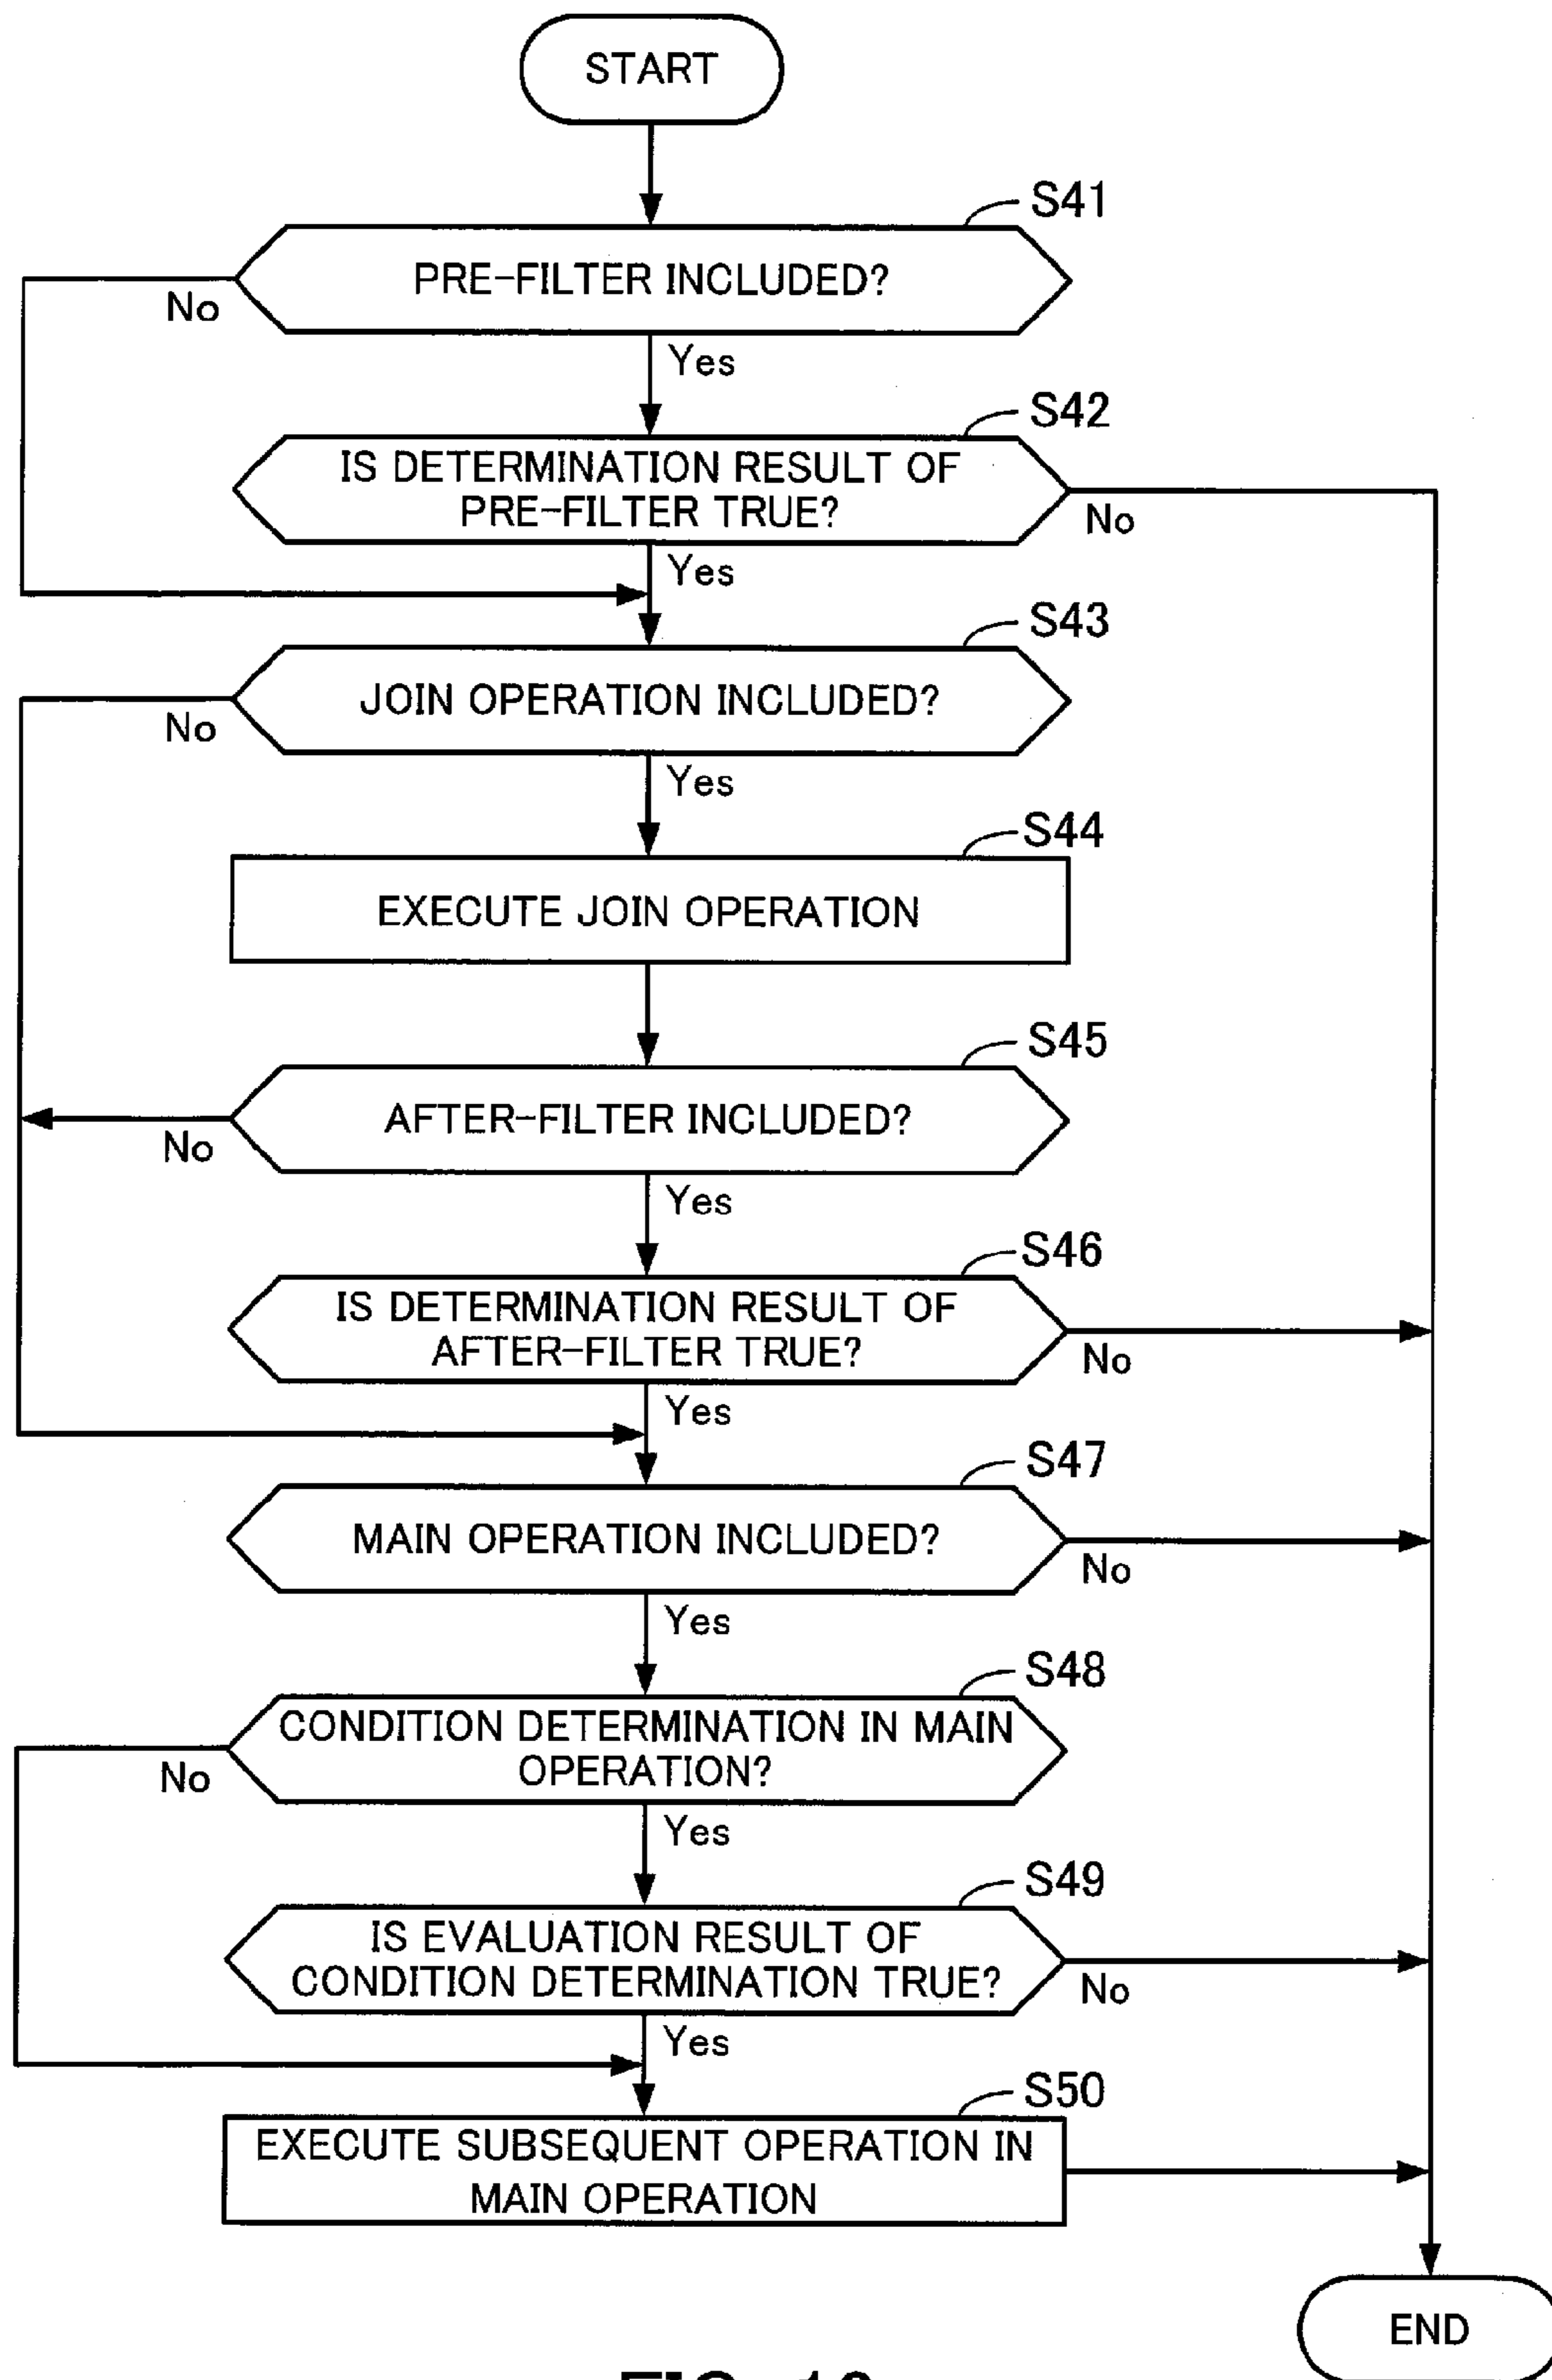 START
S41
PRE-FILTER INCLUDED?
No
Yes
S42
IS DETERMINATION RESULT OF
PRE-FILTER TRUE?
No
Yes
S43
JOIN OPERATION INCLUDED?
No
Yes
S44
EXECUTE JOIN OPERATION
S45
AFTER-FILTER INCLUDED?
No
Yes
S46
IS DETERMINATION RESULT OF
AFTER-FILTER TRUE?
No
Yes
S47
MAIN OPERATION INCLUDED?
No
Yes
S48
CONDITION DETERMINATION IN MAIN
OPERATION?
No
Yes
S49
IS EVALUATION RESULT OF
CONDITION DETERMINATION TRUE?
No
Yes
S50
EXECUTE SUBSEQUENT OPERATION IN
MAIN OPERATION
END